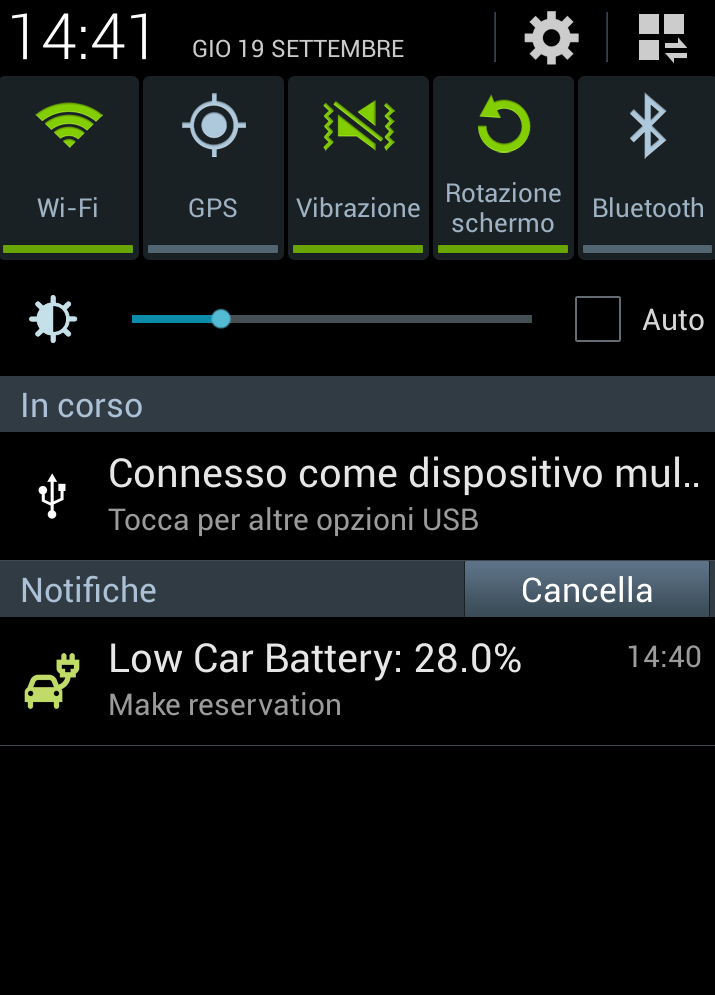 14:41 GIO 19 SETTEMBRE
Wi-Fi GPS Vibrazione Rotazione schermo Bluetooth
Auto
In corso
Connesso come dispositivo mul..
Tocca per altre opzioni USB
Notifiche Cancella
Low Car Battery: 28.0% 14:40
Make reservation